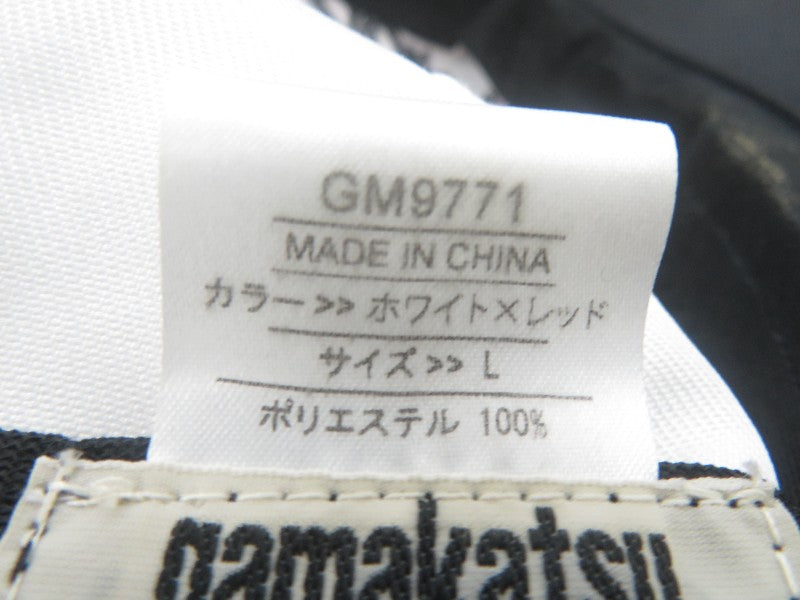 GM9771
MADE IN CHINA
カラー>> ホワイト×レッド
サイズ>> L
ポリエステル 100%
gamakatsu